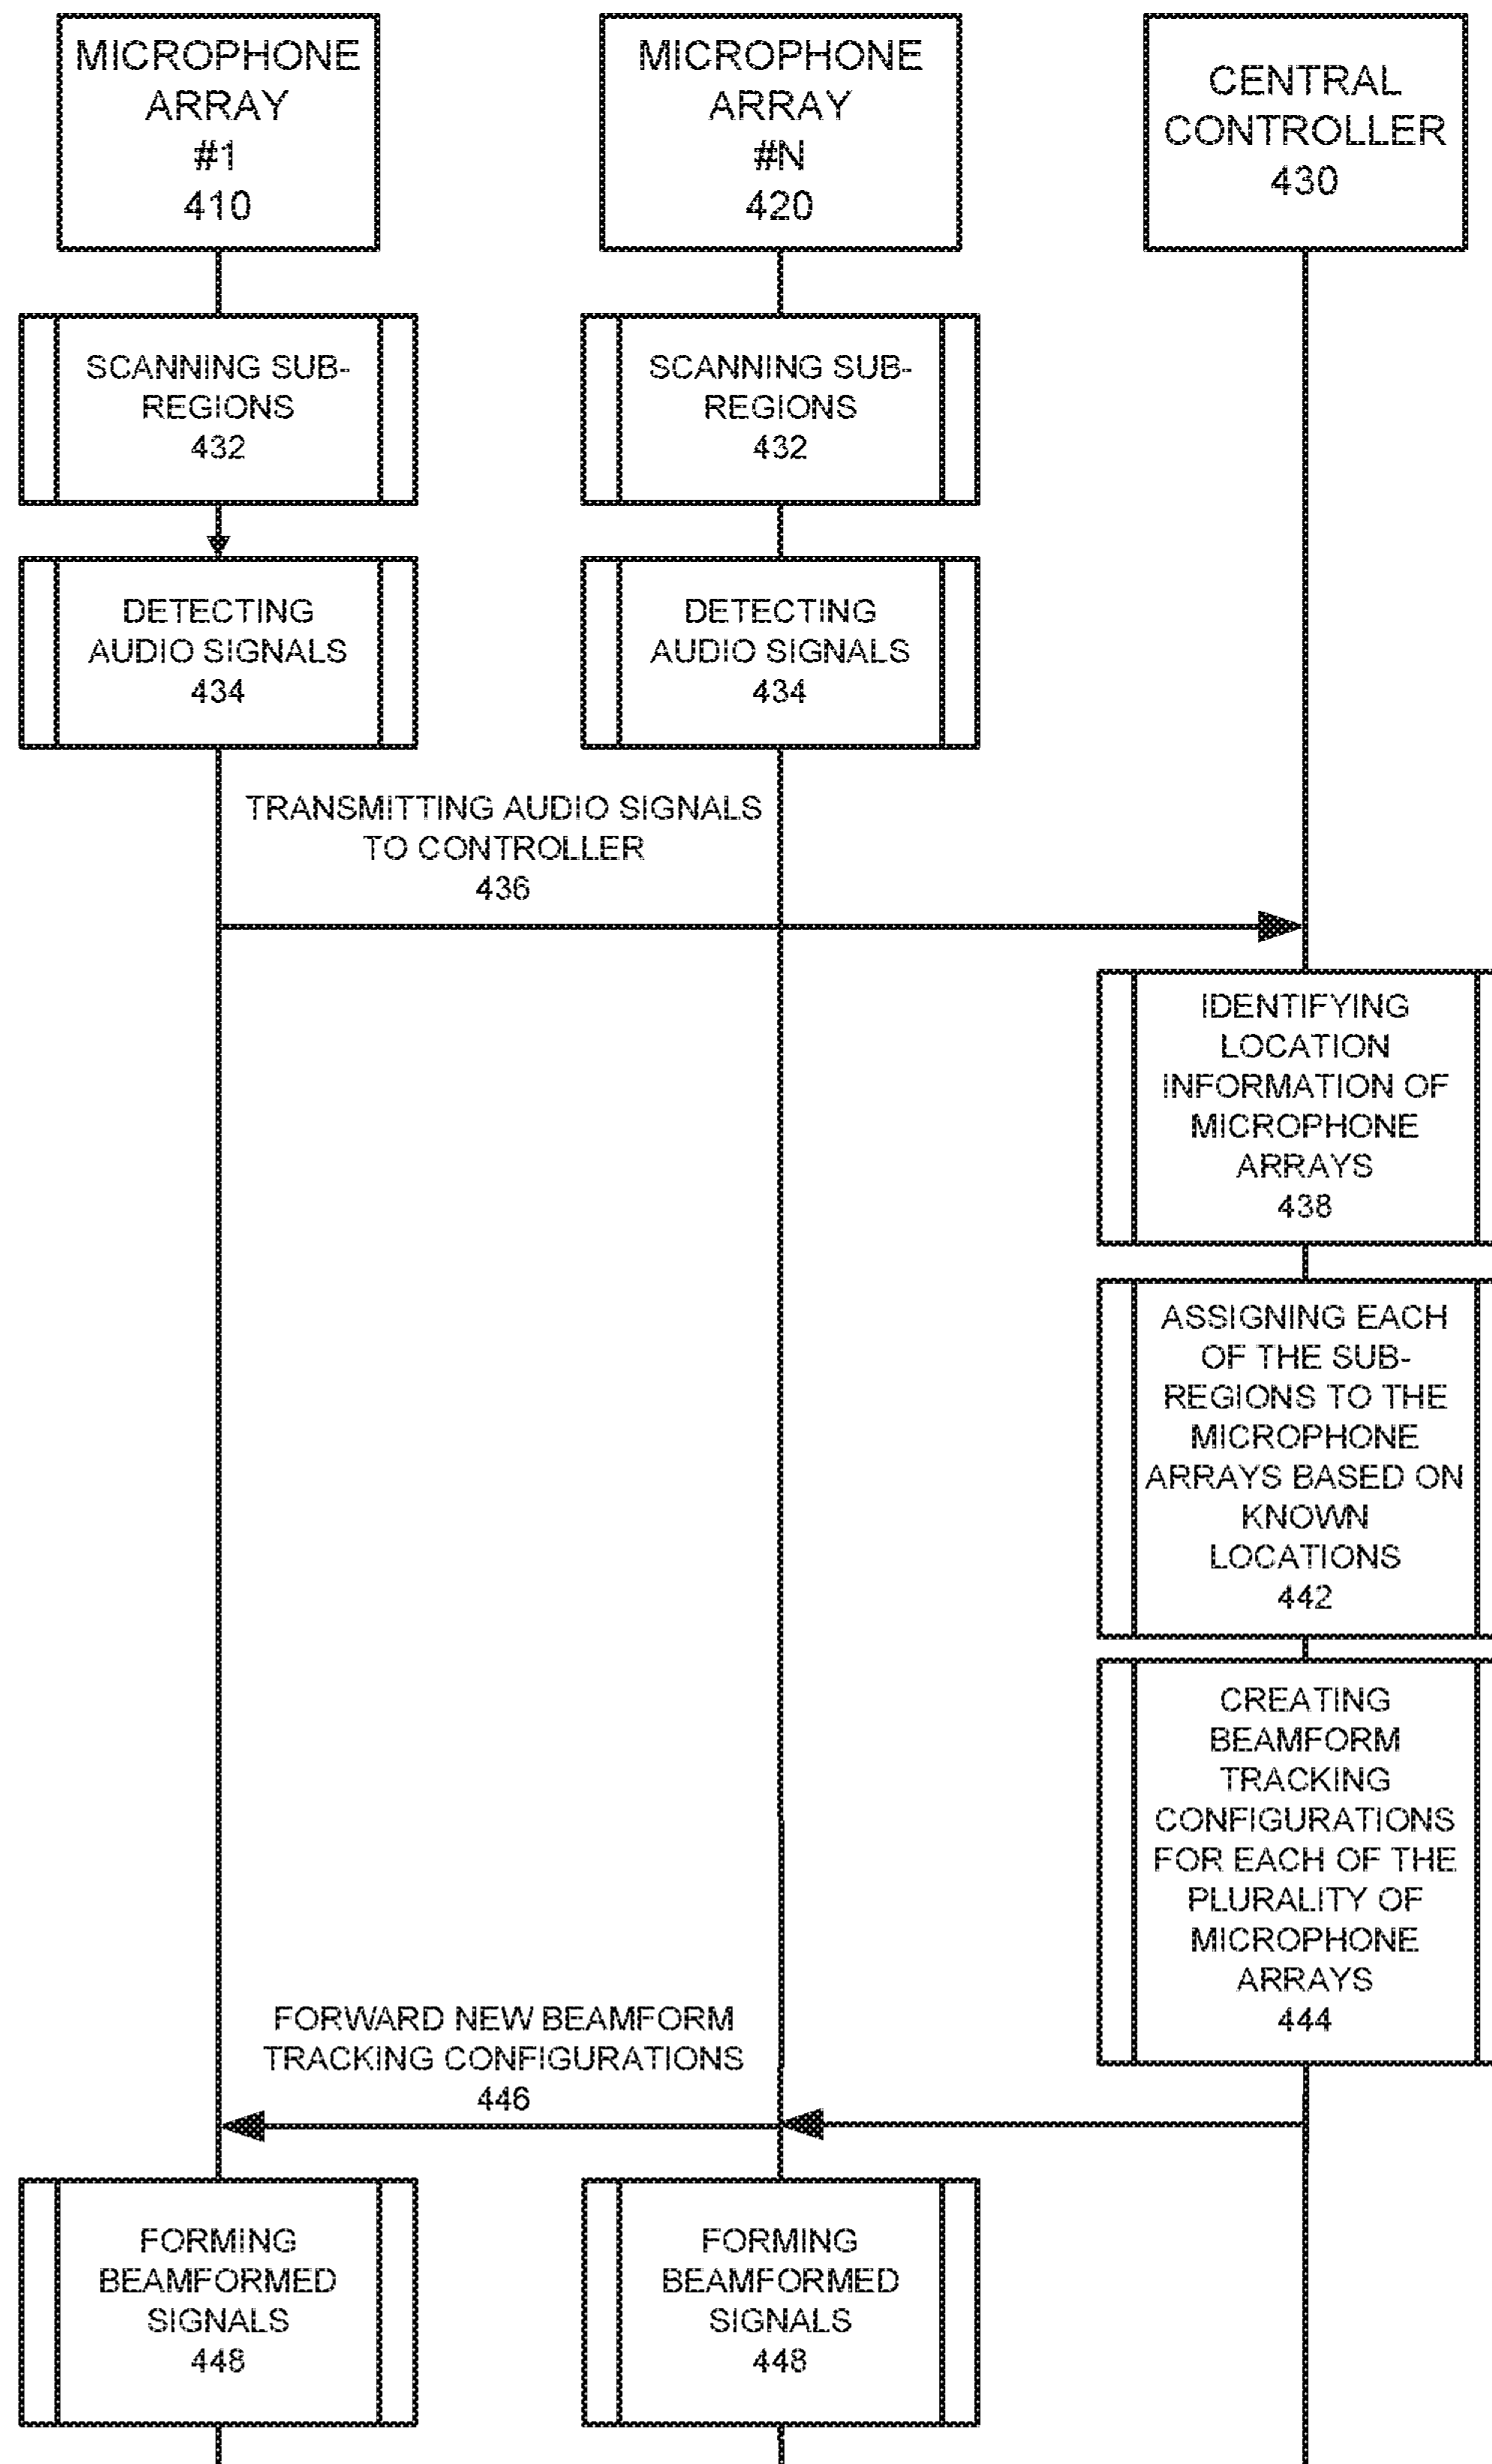 MICROPHONE
ARRAY
#1
410
MICROPHONE
ARRAY
#N
420
CENTRAL
CONTROLLER
430
SCANNING SUB-
REGIONS
432
SCANNING SUB-
REGIONS
432
DETECTING
AUDIO SIGNALS
434
DETECTING
AUDIO SIGNALS
434
TRANSMITTING AUDIO SIGNALS
TO CONTROLLER
436
IDENTIFYING
LOCATION
INFORMATION OF
MICROPHONE
ARRAYS
438
ASSIGNING EACH
OF THE SUB-
REGIONS TO THE
MICROPHONE
ARRAYS BASED ON
KNOWN
LOCATIONS
442
CREATING
BEAMFORM
TRACKING
CONFIGURATIONS
FOR EACH OF THE
PLURALITY OF
MICROPHONE
ARRAYS
444
FORWARD NEW BEAMFORM
TRACKING CONFIGURATIONS
446
FORMING
BEAMFORMED
SIGNALS
448
FORMING
BEAMFORMED
SIGNALS
448